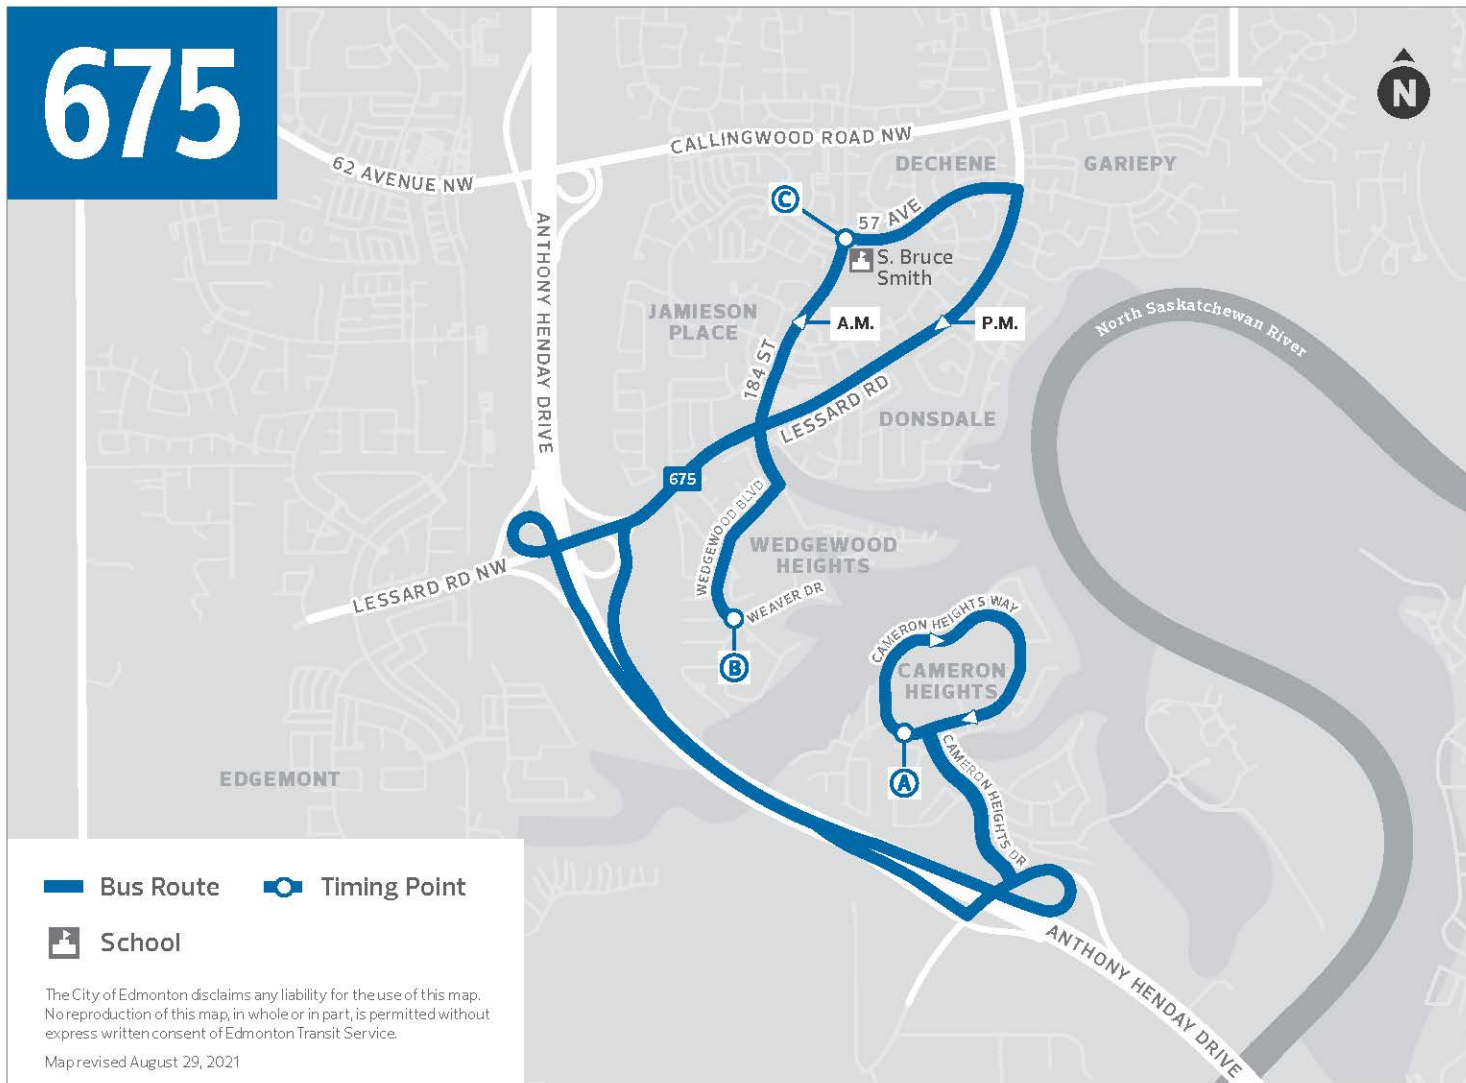 675
N
62 AVENUE NW
CALLINGWOOD ROAD NW
DECHENE
GARIEPY
C
57 AVE
ANTHONY HENDAY DRIVE
S. Bruce
Smith
JAMIESON
PLACE
A.M.
P.M.
North Saskatchewan River
184 ST
LESSARD RD
DONSDALE
675
WEDGEWOOD BLVD
WEDGEWOOD
HEIGHTS
LESSARD RD NW
WEAVER DR
B
CAMERON HEIGHTS WAY
CAMERON
HEIGHTS
A
CAMERON HEIGHTS DR
EDGEMONT
ANTHONY HENDAY DRIVE
Bus Route
Timing Point
School
The City of Edmonton disclaims any liability for the use of this map.
No reproduction of this map, in whole or in part, is permitted without
express written consent of Edmonton Transit Service.
Map revised August 29, 2021